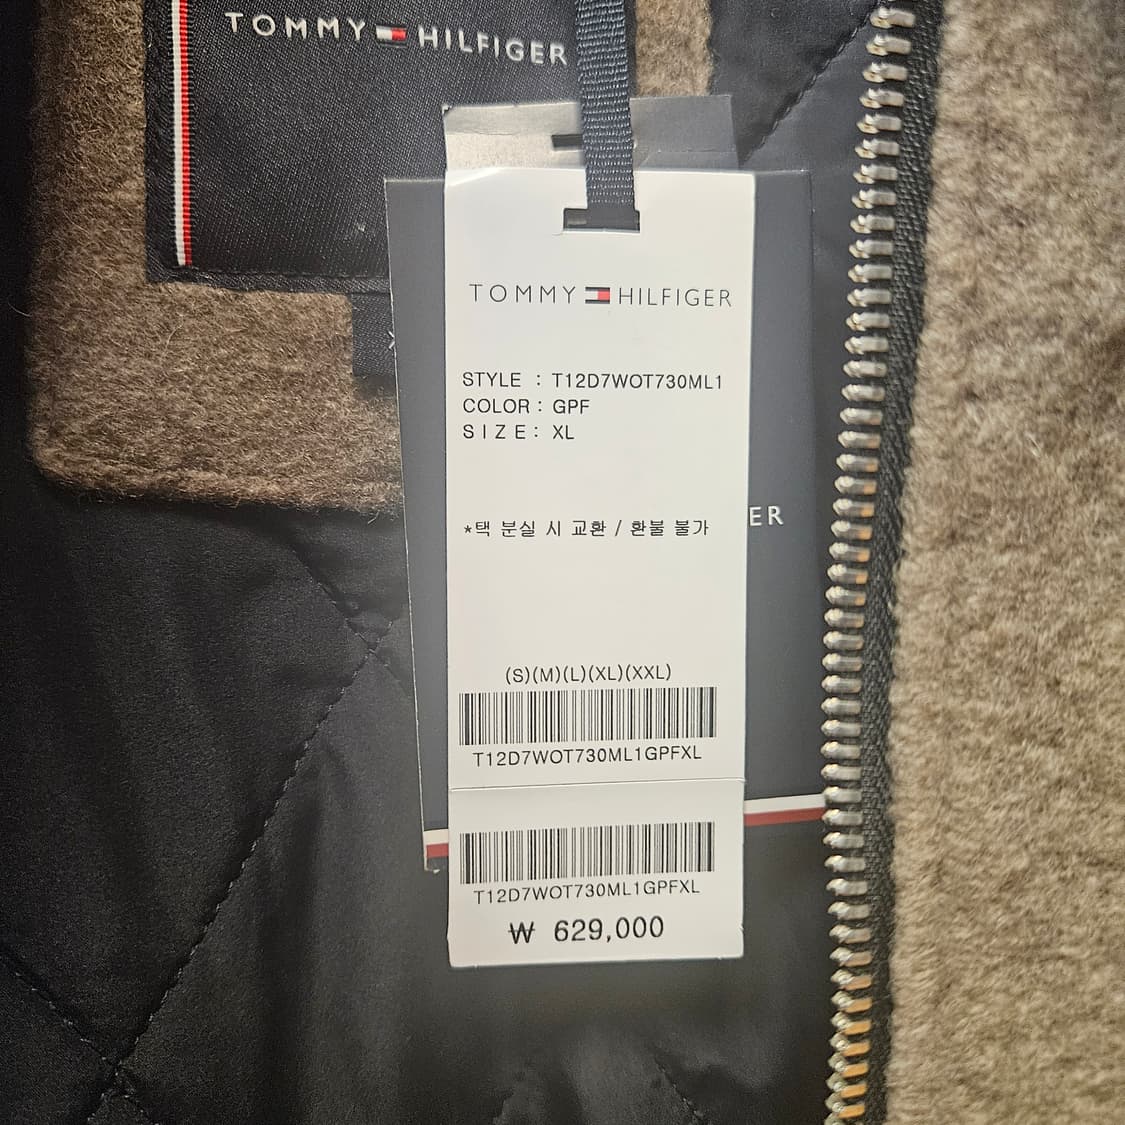 TOMMY HILFIGER
TOMMY HILFIGER
STYLE : T12D7WOT730ML1
COLOR : GPF
SIZE : XL
*택 분실 시 교환 / 환불 불가
ER
(S)(M)(L)(XL)(XXL)
T12D7WOT730ML1GPFXL
T12D7WOT730ML1GPFXL
₩ 629,000